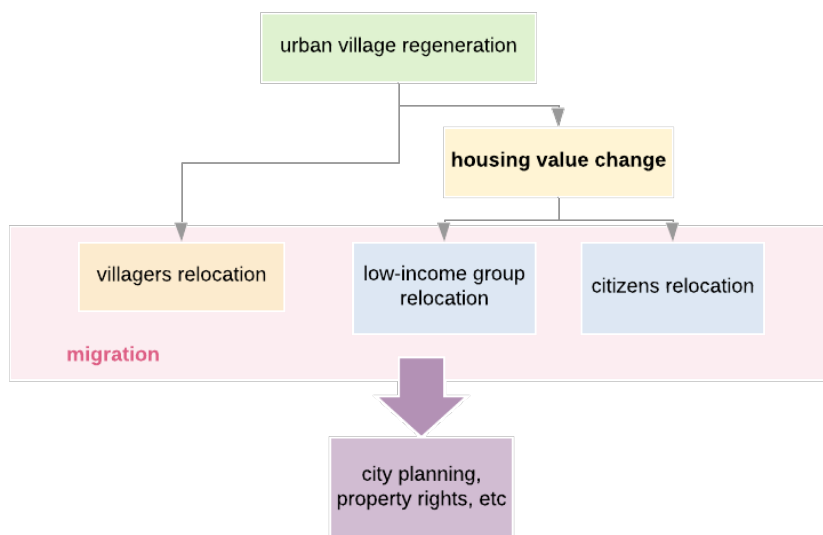 urban village regeneration
housing value change
villagers relocation
low-income group
relocation
citizens relocation
migration
city planning,
property rights, etc